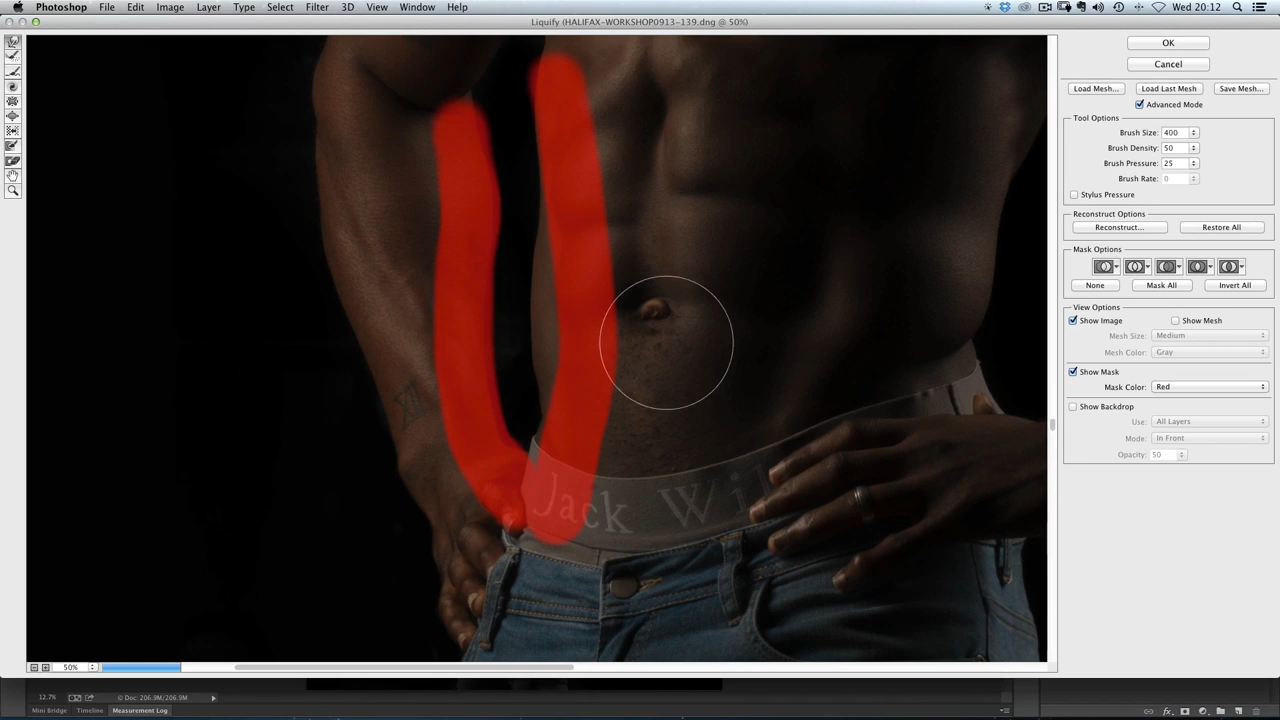 Photoshop File Edit Image Layer Type Select Filter 3D View Window Help Wed 20:12
Liquify (HALIFAX-WORKSHOP0913-139.dng @ 50%)
OK
Cancel
Load Mesh... Load Last Mesh Save Mesh...
Advanced Mode
Tool Options
Brush Size: 400
Brush Density: 50
Brush Pressure: 25
Brush Rate: 0
Stylus Pressure
Reconstruct Options
Reconstruct... Restore All
Mask Options
None Mask All Invert All
View Options
Show Image Show Mesh
Mesh Size: Medium
Mesh Color: Gray
Show Mask
Mask Color: Red
Show Backdrop
Use: All Layers
Mode: In Front
Opacity: 50
Jack Wil
50%
12.7% Doc: 206.9M/206.9M
Mini Bridge Timeline Measurement Log